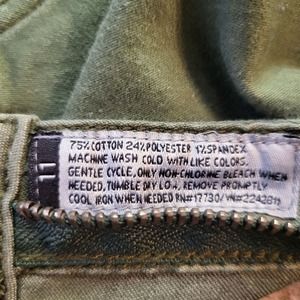 11
75% COTTON 24% POLYESTER 1% SPANDEX
MACHINE WASH COLD WITH LIKE COLORS.
GENTLE CYCLE, ONLY NON-CHLORINE BLEACH WHEN
NEEDED, TUMBLE DRY LOW, REMOVE PROMPTLY
COOL IRON WHEN NEEDED RN#17730/VN#2242811